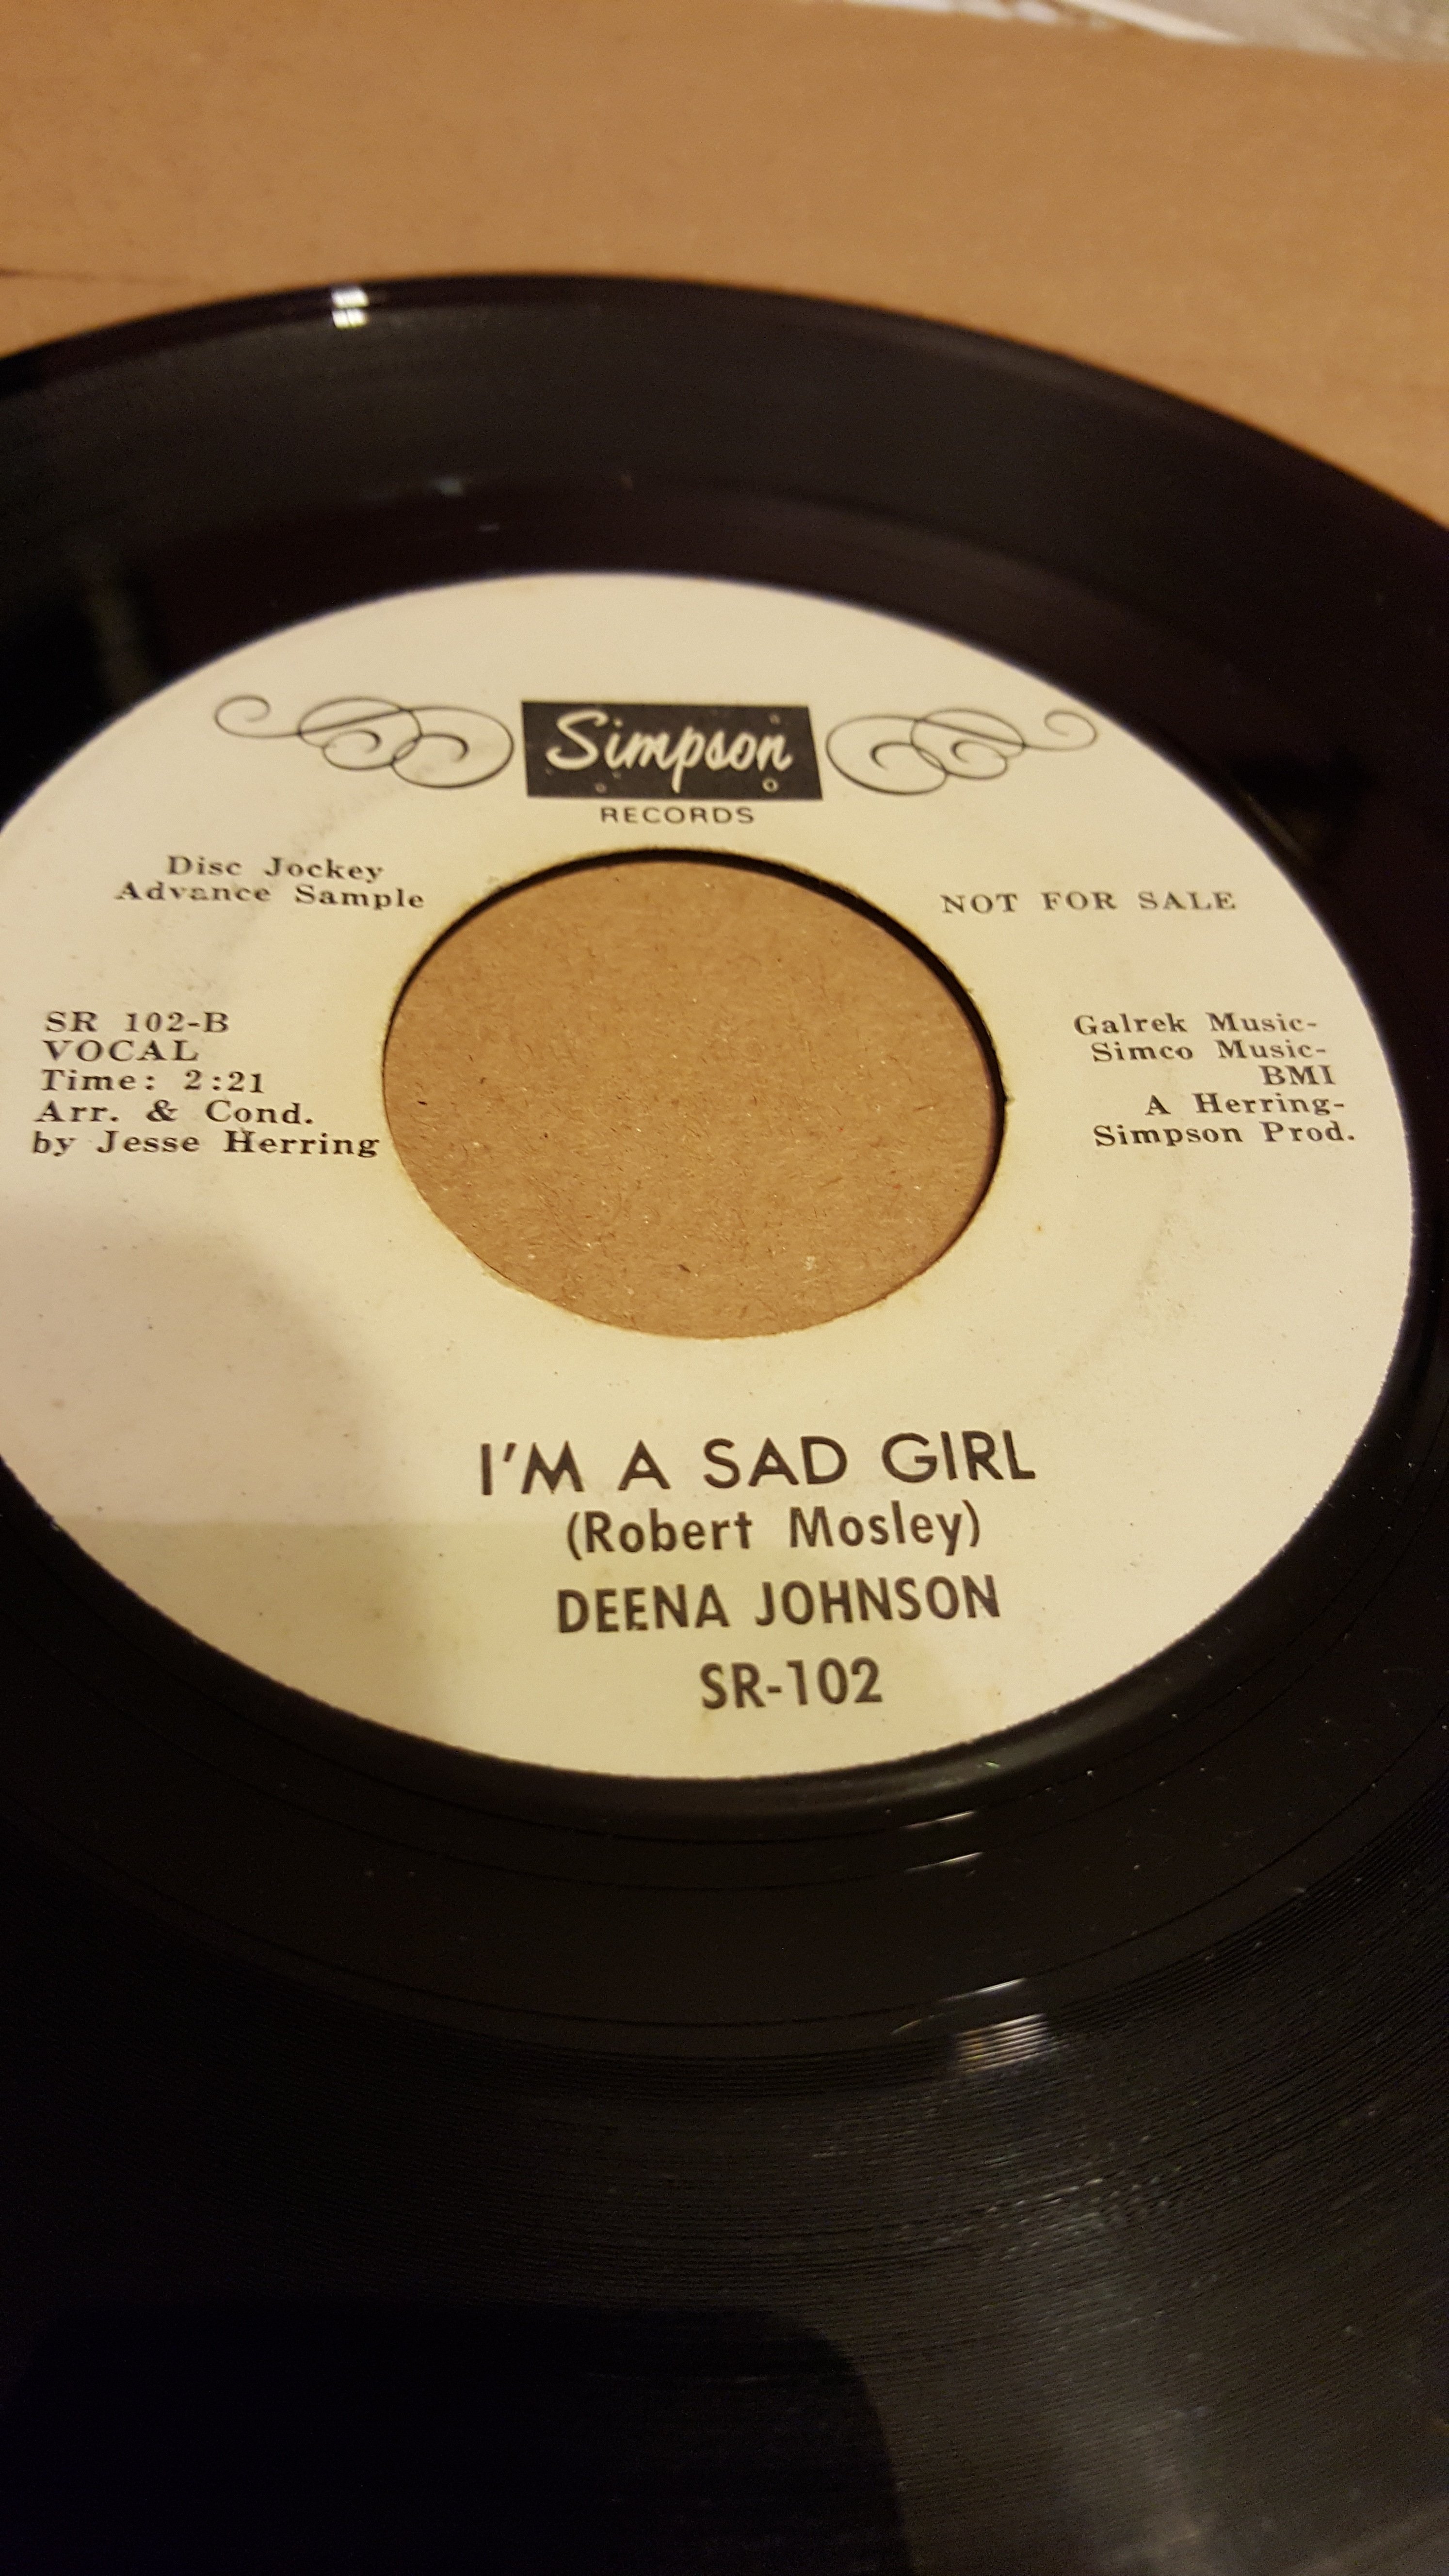 Simpson
RECORDS
Disc Jockey
Advance Sample
NOT FOR SALE
SR 102-B
VOCAL
Time: 2:21
Arr. & Cond.
by Jesse Herring
Galrek Music-
Simco Music-
BMI
A Herring-
Simpson Prod.
I'M A SAD GIRL
(Robert Mosley)
DEENA JOHNSON
SR-102